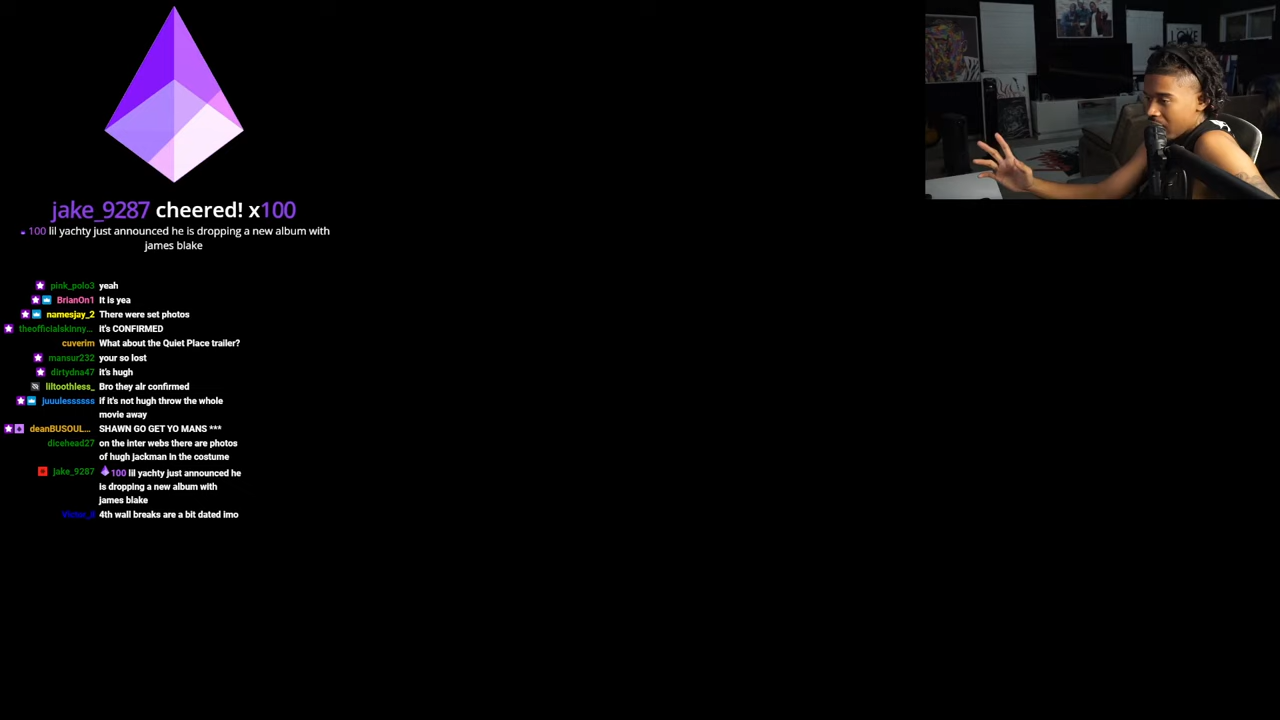 jake_9287 cheered! x100
100 lil yachty just announced he is dropping a new album with
james blake
LOVE
pink_polo3 yeah
BrianOn1 It is yea
namesjay_2 There were set photos
theofficialskinny... it's CONFIRMED
cuverim What about the Quiet Place trailer?
mansur232 your so lost
dirtydna47 it's hugh
liltoothless_ Bro they alr confirmed
juuulessssss if it's not hugh throw the whole
movie away
deanBUSOUL... SHAWN GO GET YO MANS ***
dicehead27 on the inter webs there are photos
of hugh jackman in the costume
jake_9287 100 lil yachty just announced he
is dropping a new album with
james blake
4th wall breaks are a bit dated imo